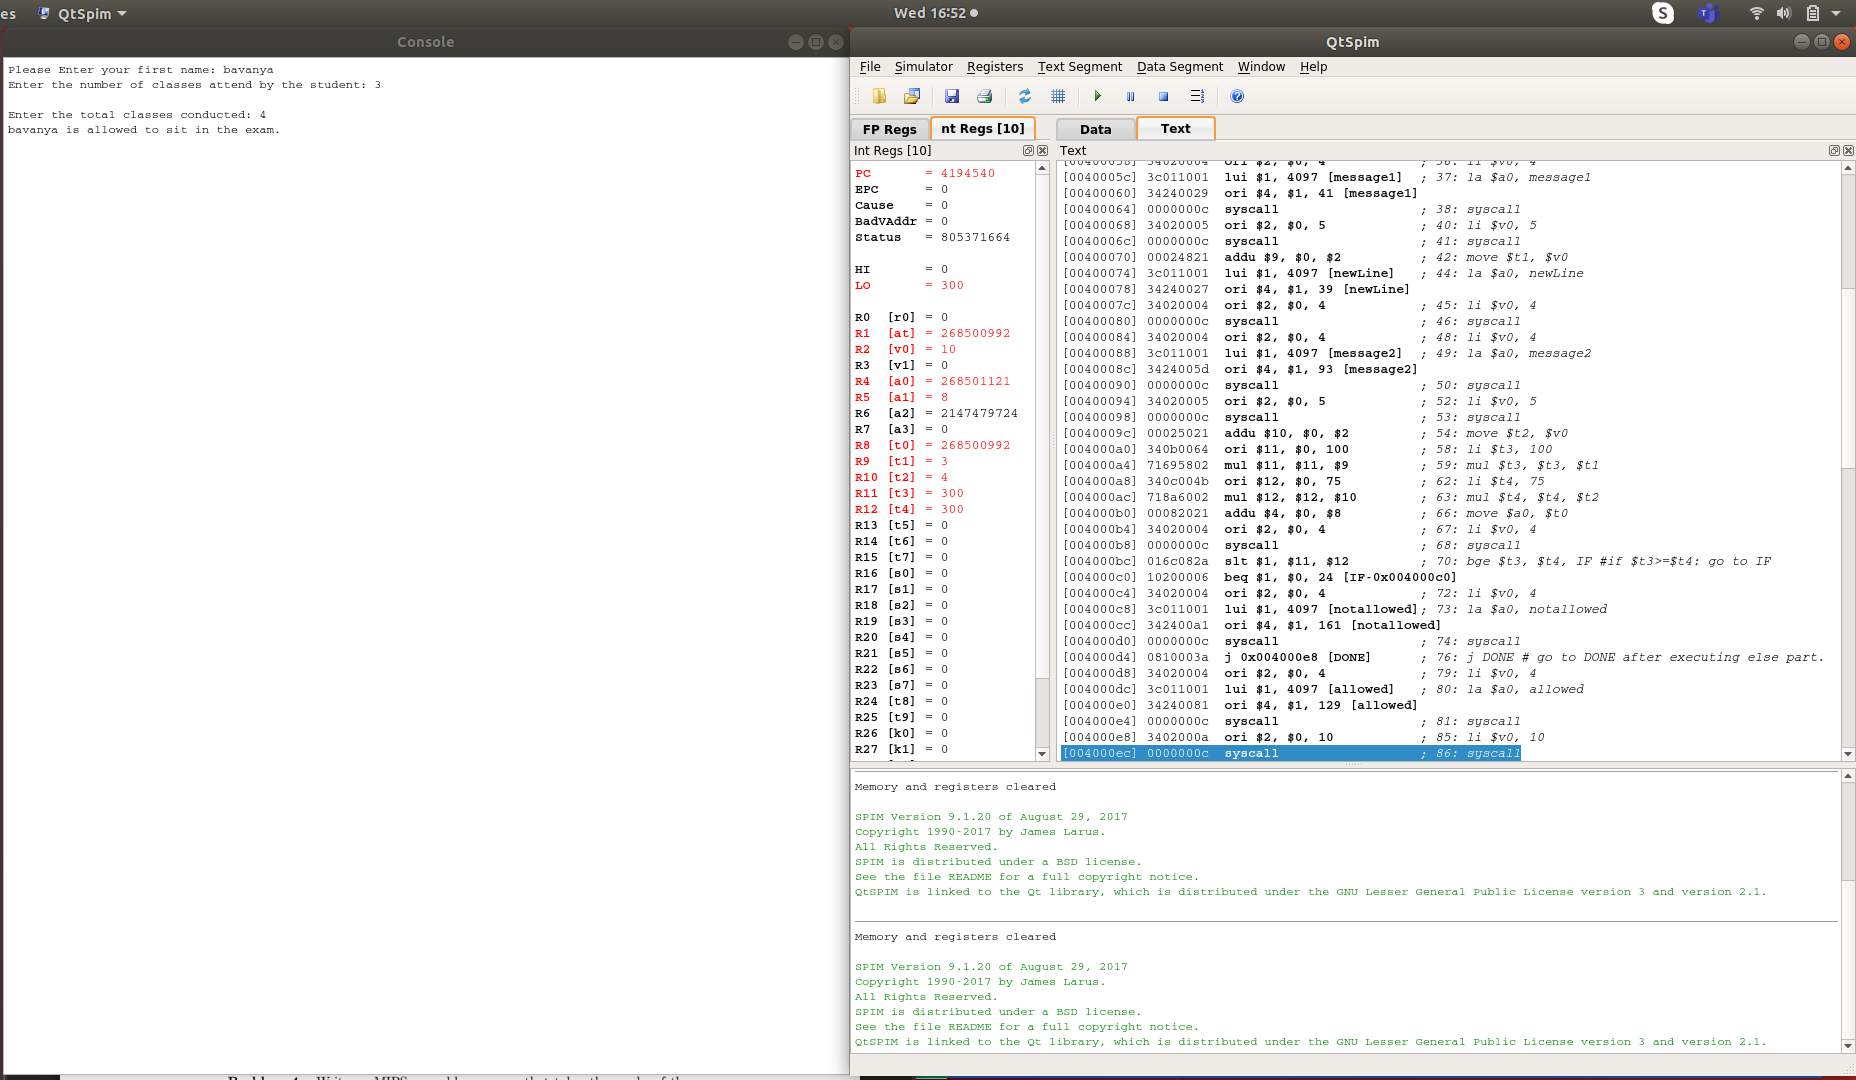 es QtSpim Wed 16:52
Console
Please Enter your first name: bavanya
Enter the number of classes attend by the student: 3
Enter the total classes conducted: 4
bavanya is allowed to sit in the exam.
QtSpim
File Simulator Registers Text Segment Data Segment Window Help
FP Regs nt Regs [10]
Int Regs [10]
PC = 4194540
EPC = 0
Cause = 0
BadVAddr = 0
Status = 805371664
HI = 0
LO = 300
R0 [r0] = 0
R1 [at] = 268500992
R2 [v0] = 10
R3 [v1] = 0
R4 [a0] = 268501121
R5 [a1] = 8
R6 [a2] = 2147479724
R7 [a3] = 0
R8 [t0] = 268500992
R9 [t1] = 3
R10 [t2] = 4
R11 [t3] = 300
R12 [t4] = 300
R13 [t5] = 0
R14 [t6] = 0
R15 [t7] = 0
R16 [s0] = 0
R17 [s1] = 0
R18 [s2] = 0
R19 [s3] = 0
R20 [s4] = 0
R21 [s5] = 0
R22 [s6] = 0
R23 [s7] = 0
R24 [t8] = 0
R25 [t9] = 0
R26 [k0] = 0
R27 [k1] = 0
Data Text
Text
[00400058] 34020004 ori $2, $0, 4 ; 36: li $v0, 4
[0040005c] 3c011001 lui $1, 4097 [message1] ; 37: la $a0, message1
[00400060] 34240029 ori $4, $1, 41 [message1]
[00400064] 0000000c syscall ; 38: syscall
[00400068] 34020005 ori $2, $0, 5 ; 40: li $v0, 5
[0040006c] 0000000c syscall ; 41: syscall
[00400070] 00024821 addu $9, $0, $2 ; 42: move $t1, $v0
[00400074] 3c011001 lui $1, 4097 [newLine] ; 44: la $a0, newLine
[00400078] 34240027 ori $4, $1, 39 [newLine]
[0040007c] 34020004 ori $2, $0, 4 ; 45: li $v0, 4
[00400080] 0000000c syscall ; 46: syscall
[00400084] 34020004 ori $2, $0, 4 ; 48: li $v0, 4
[00400088] 3c011001 lui $1, 4097 [message2] ; 49: la $a0, message2
[0040008c] 3424005d ori $4, $1, 93 [message2]
[00400090] 0000000c syscall ; 50: syscall
[00400094] 34020005 ori $2, $0, 5 ; 52: li $v0, 5
[00400098] 0000000c syscall ; 53: syscall
[0040009c] 00025021 addu $10, $0, $2 ; 54: move $t2, $v0
[004000a0] 340b0064 ori $11, $0, 100 ; 58: li $t3, 100
[004000a4] 71695802 mul $11, $11, $9 ; 59: mul $t3, $t3, $t1
[004000a8] 340c004b ori $12, $0, 75 ; 62: li $t4, 75
[004000ac] 718a6002 mul $12, $12, $10 ; 63: mul $t4, $t4, $t2
[004000b0] 00082021 addu $4, $0, $8 ; 66: move $a0, $t0
[004000b4] 34020004 ori $2, $0, 4 ; 67: li $v0, 4
[004000b8] 0000000c syscall ; 68: syscall
[004000bc] 016c082a slt $1, $11, $12 ; 70: bge $t3, $t4, IF #if $t3>=$t4: go to IF
[004000c0] 10200006 beq $1, $0, 24 [IF-0x004000c0]
[004000c4] 34020004 ori $2, $0, 4 ; 72: li $v0, 4
[004000c8] 3c011001 lui $1, 4097 [notallowed]; 73: la $a0, notallowed
[004000cc] 342400a1 ori $4, $1, 161 [notallowed]
[004000d0] 0000000c syscall ; 74: syscall
[004000d4] 0810003a j 0x004000e8 [DONE] ; 76: j DONE # go to DONE after executing else part.
[004000d8] 34020004 ori $2, $0, 4 ; 79: li $v0, 4
[004000dc] 3c011001 lui $1, 4097 [allowed] ; 80: la $a0, allowed
[004000e0] 34240081 ori $4, $1, 129 [allowed]
[004000e4] 0000000c syscall ; 81: syscall
[004000e8] 3402000a ori $2, $0, 10 ; 85: li $v0, 10
[004000ec] 0000000c syscall ; 86: syscall
Memory and registers cleared
SPIM Version 9.1.20 of August 29, 2017
Copyright 1990-2017 by James Larus.
All Rights Reserved.
SPIM is distributed under a BSD license.
See the file README for a full copyright notice.
QtSPIM is linked to the Qt library, which is distributed under the GNU Lesser General Public License version 3 and version 2.1.
Memory and registers cleared
SPIM Version 9.1.20 of August 29, 2017
Copyright 1990-2017 by James Larus.
All Rights Reserved.
SPIM is distributed under a BSD license.
See the file README for a full copyright notice.
QtSPIM is linked to the Qt library, which is distributed under the GNU Lesser General Public License version 3 and version 2.1.